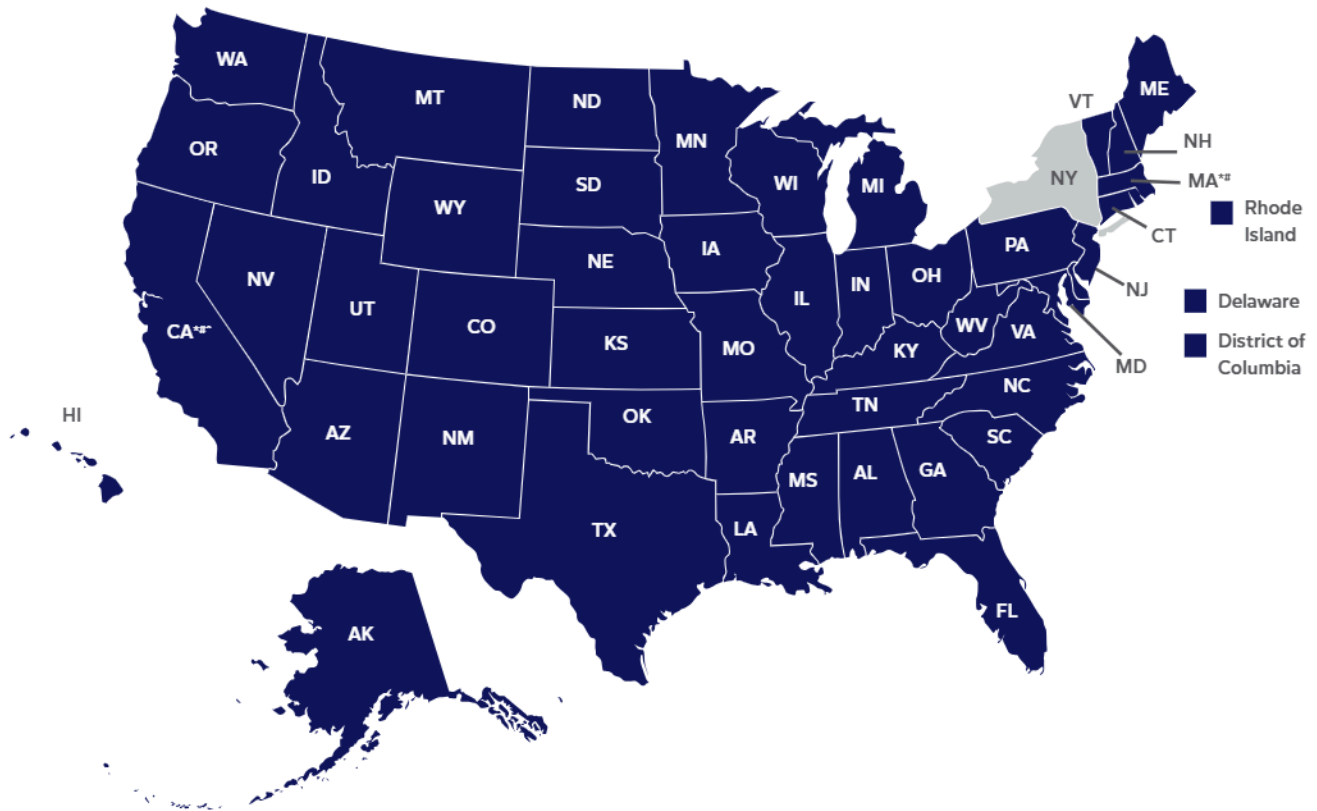 WA
MT
ND
MN
ME
VT
OR
ID
SD
WI
MI
NY
NH
MA*‡
WY
Rhode
Island
CT
IA
PA
NE
NV
OH
IL
IN
NJ
UT
CO
Delaware
CA*‡^
WV
VA
KS
MO
KY
MD
District of
Columbia
NC
TN
HI
OK
AZ
NM
AR
SC
MS
AL
GA
TX
LA
FL
AK